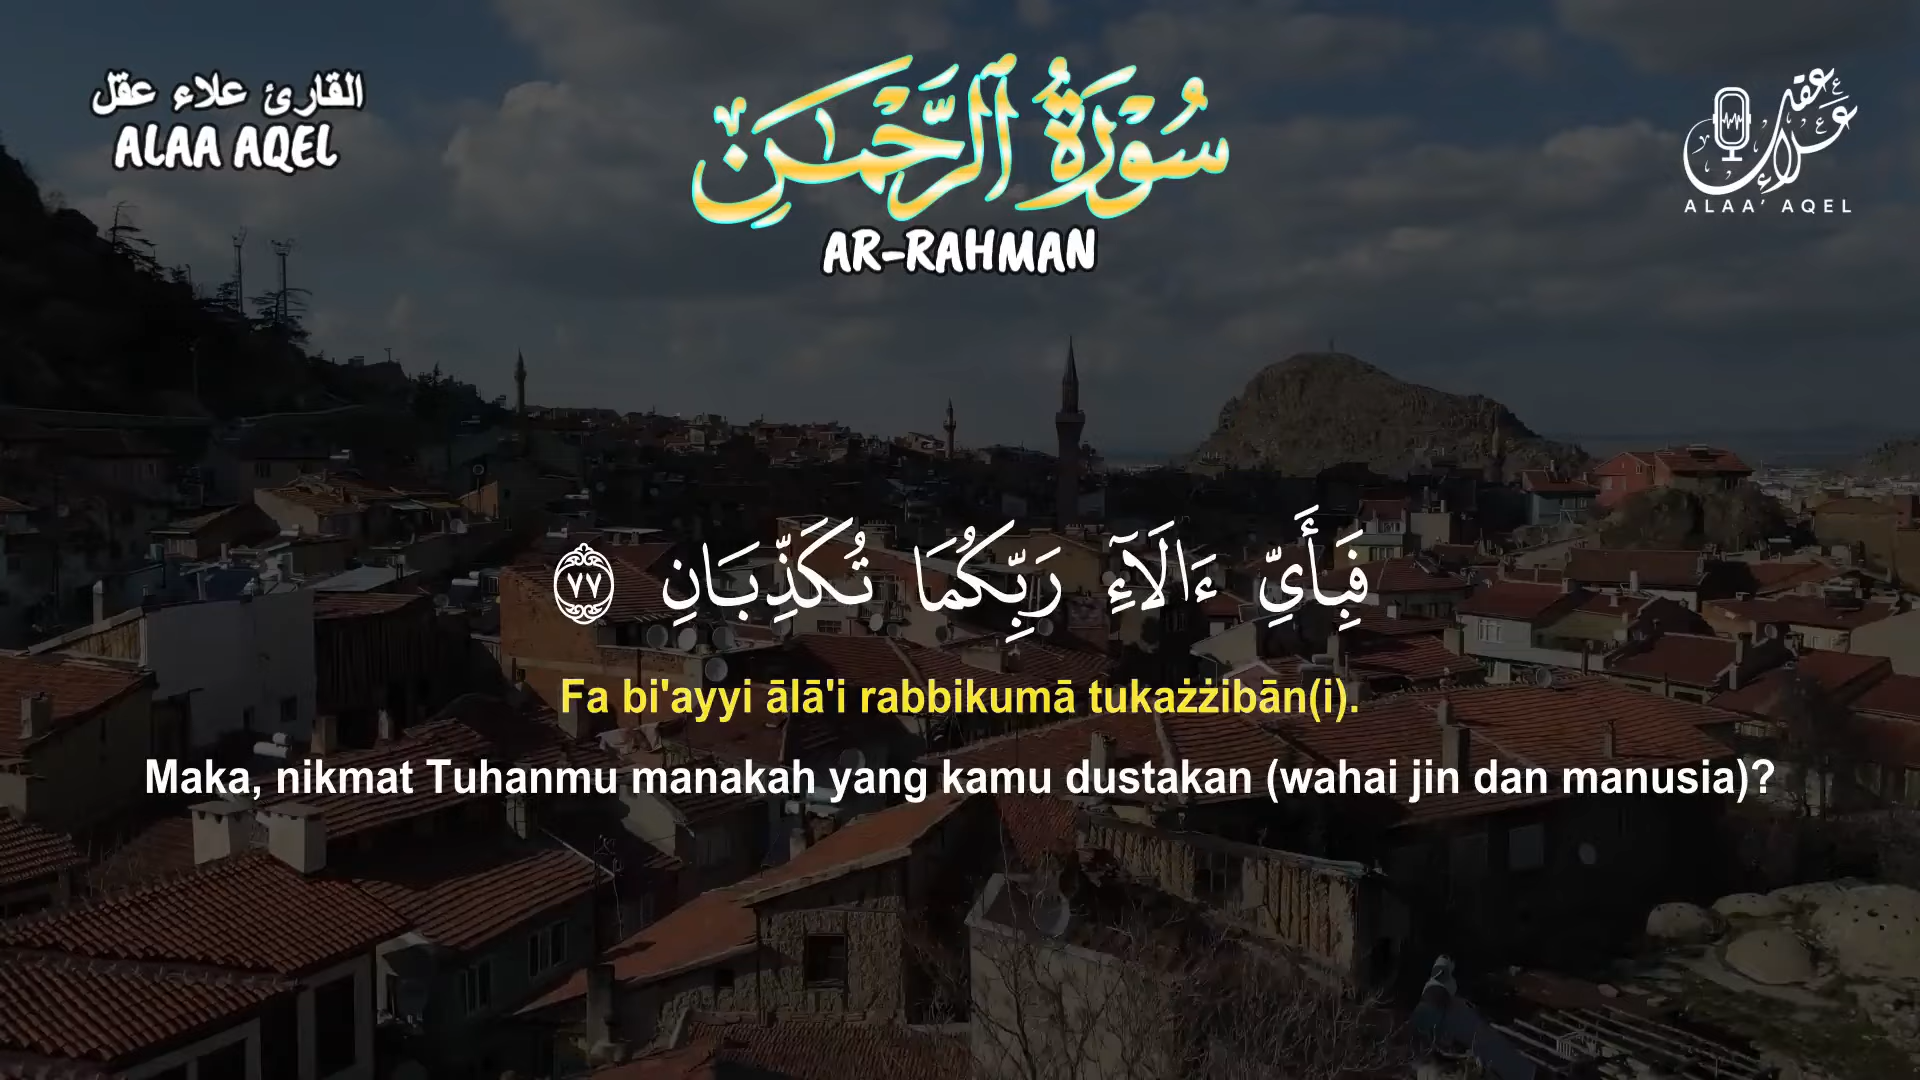 القارئ علاء عقل
ALAA AQEL
سُورَةُ ٱلرَّحْمَـٰنِ
AR-RAHMAN
علاء عقل
ALAA' AQEL
فَبِأَيِّ ءَالَآءِ رَبِّكُمَا تُكَذِّبَانِ ٧٧
Fa bi'ayyi ālā'i rabbikumā tukażżibān(i).
Maka, nikmat Tuhanmu manakah yang kamu dustakan (wahai jin dan manusia)?